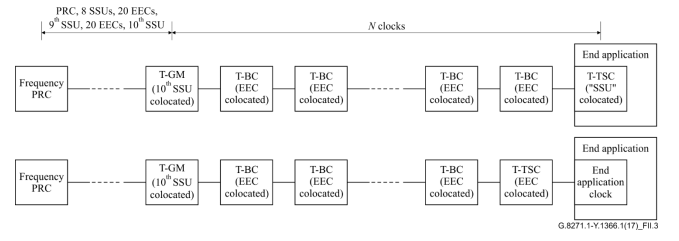 PRC, 8 SSUs, 20 EECs,
9th SSU, 20 EECs, 10th SSU
N clocks
End application
Frequency
PRC
T-GM
(10th SSU
colocated)
T-BC
(EEC
colocated)
T-BC
(EEC
colocated)
T-BC
(EEC
colocated)
T-BC
(EEC
colocated)
T-TSC
("SSU"
colocated)
End application
Frequency
PRC
T-GM
(10th SSU
colocated)
T-BC
(EEC
colocated)
T-BC
(EEC
colocated)
T-BC
(EEC
colocated)
T-TSC
(EEC
colocated)
End
application
clock
G.8271.1-Y.1366.1(17)_FII.3